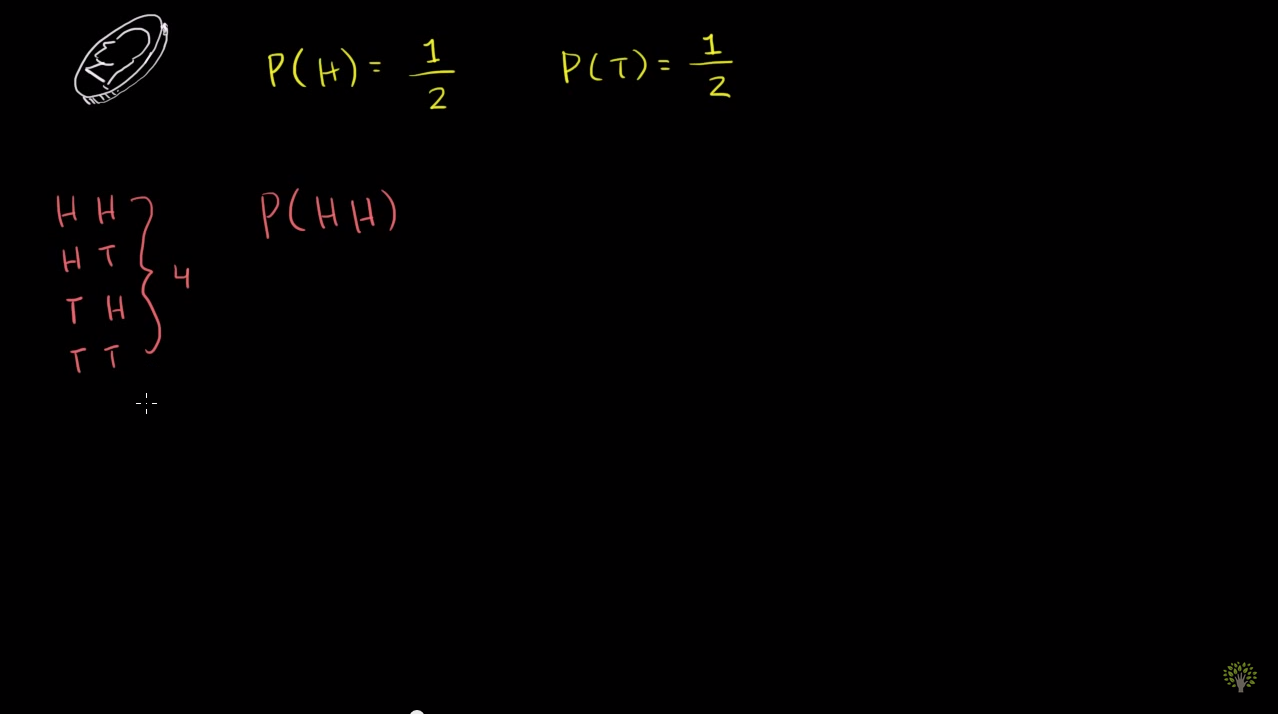 P(H) = 1/2 P(T) = 1/2
H H
P(HH)
H T
4
T H
T T